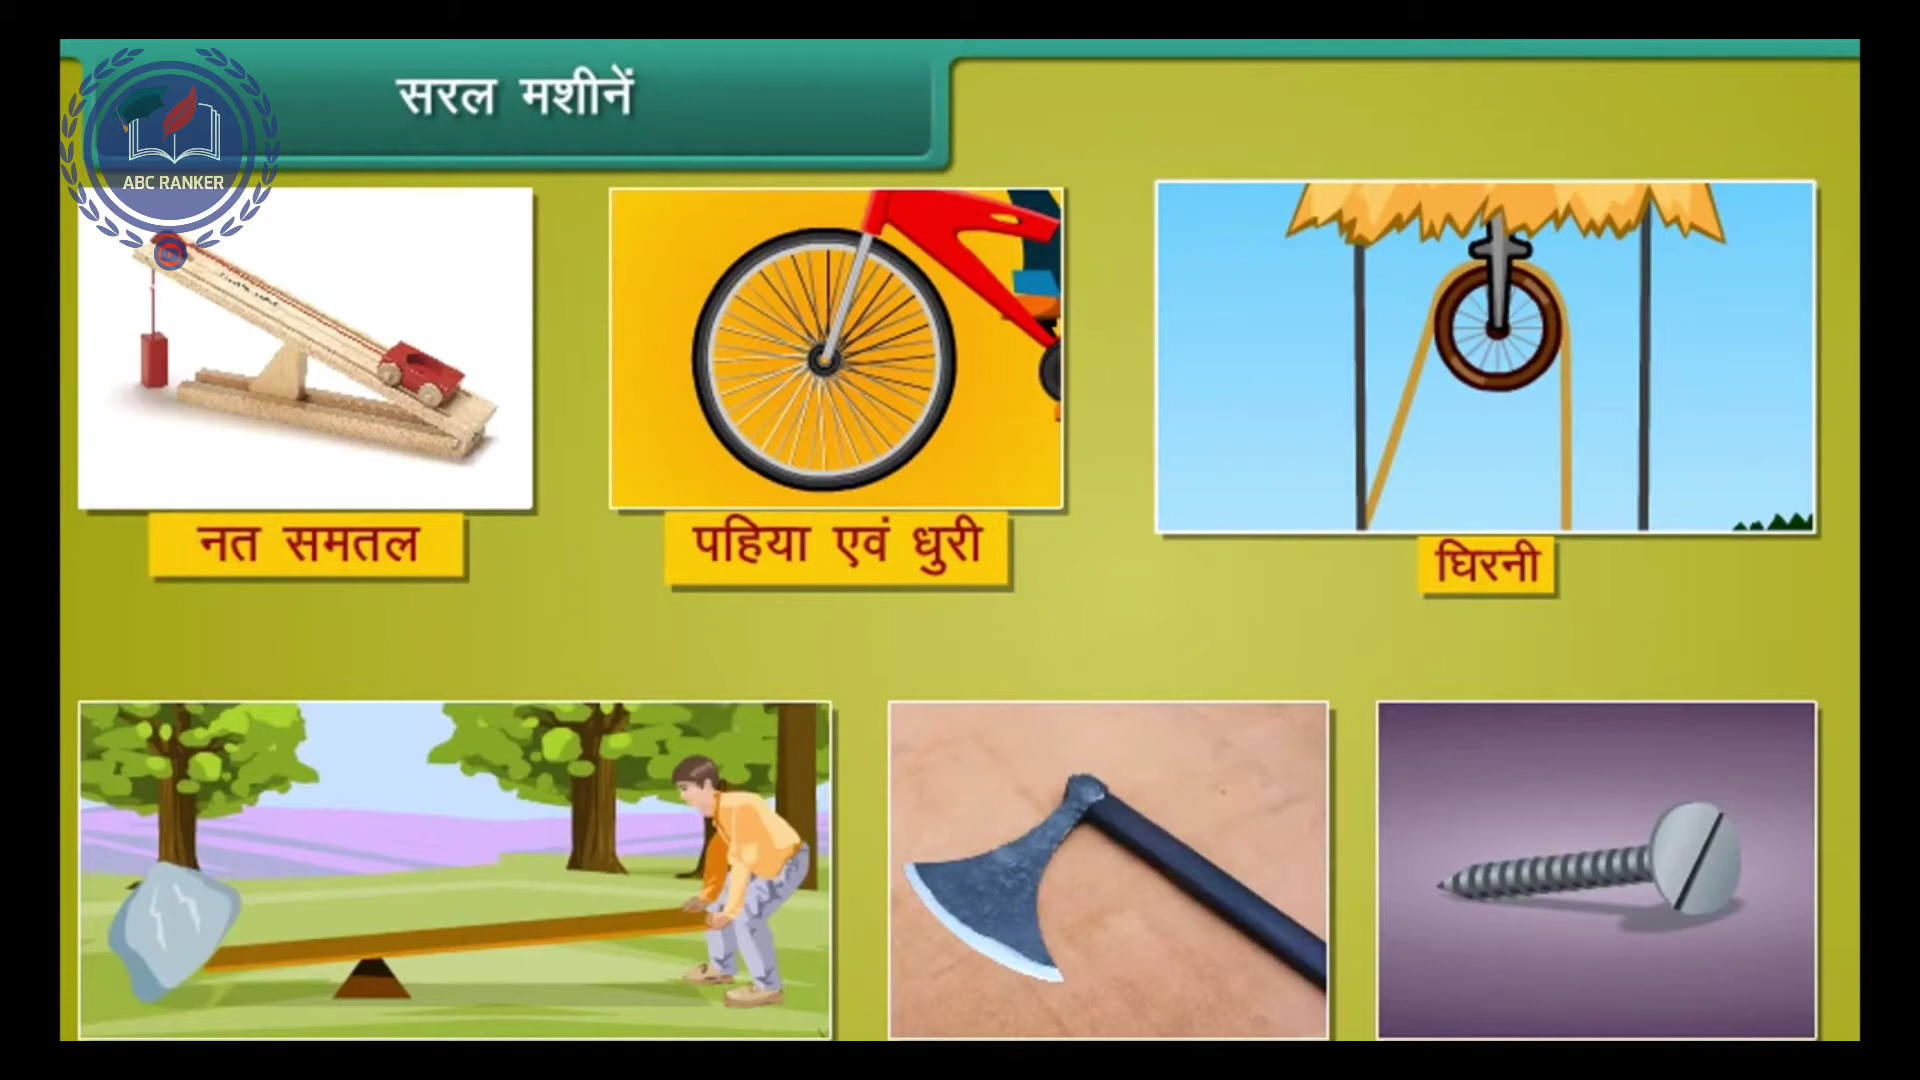 सरल मशीनें
ABC RANKER
नत समतल
पहिया एवं धुरी
घिरनी